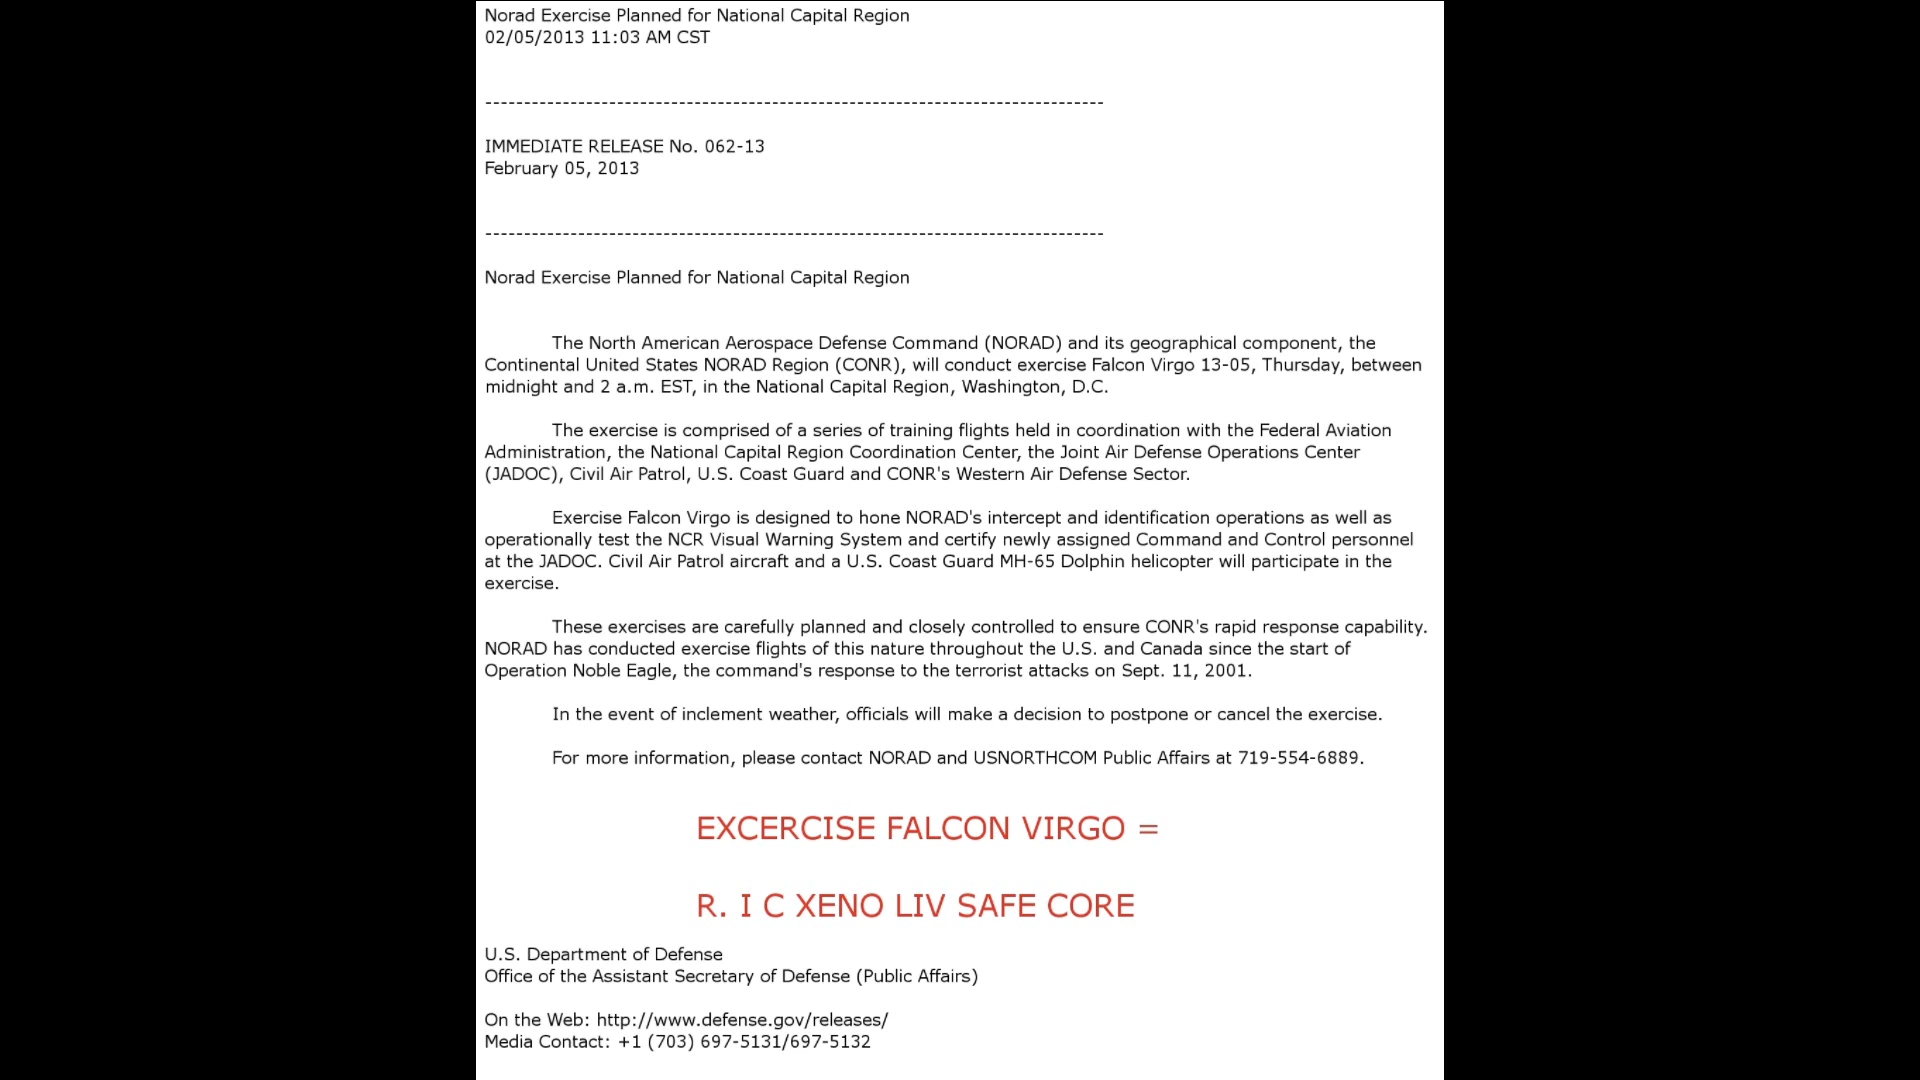 Norad Exercise Planned for National Capital Region
02/05/2013 11:03 AM CST
--------------------------------------------------------------------------------
IMMEDIATE RELEASE No. 062-13
February 05, 2013
--------------------------------------------------------------------------------
Norad Exercise Planned for National Capital Region
The North American Aerospace Defense Command (NORAD) and its geographical component, the
Continental United States NORAD Region (CONR), will conduct exercise Falcon Virgo 13-05, Thursday, between
midnight and 2 a.m. EST, in the National Capital Region, Washington, D.C.
The exercise is comprised of a series of training flights held in coordination with the Federal Aviation
Administration, the National Capital Region Coordination Center, the Joint Air Defense Operations Center
(JADOC), Civil Air Patrol, U.S. Coast Guard and CONR's Western Air Defense Sector.
Exercise Falcon Virgo is designed to hone NORAD's intercept and identification operations as well as
operationally test the NCR Visual Warning System and certify newly assigned Command and Control personnel
at the JADOC. Civil Air Patrol aircraft and a U.S. Coast Guard MH-65 Dolphin helicopter will participate in the
exercise.
These exercises are carefully planned and closely controlled to ensure CONR's rapid response capability.
NORAD has conducted exercise flights of this nature throughout the U.S. and Canada since the start of
Operation Noble Eagle, the command's response to the terrorist attacks on Sept. 11, 2001.
In the event of inclement weather, officials will make a decision to postpone or cancel the exercise.
For more information, please contact NORAD and USNORTHCOM Public Affairs at 719-554-6889.
EXCERCISE FALCON VIRGO =
R. I C XENO LIV SAFE CORE
U.S. Department of Defense
Office of the Assistant Secretary of Defense (Public Affairs)
On the Web: http://www.defense.gov/releases/
Media Contact: +1 (703) 697-5131/697-5132